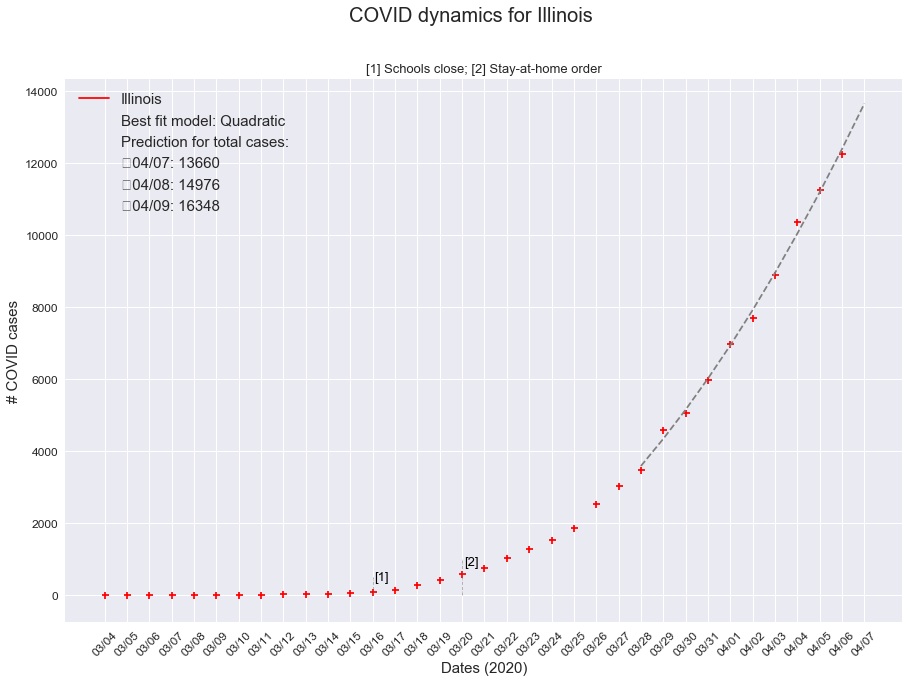 COVID dynamics for Illinois
[1] Schools close; [2] Stay-at-home order
Illinois
Best fit model: Quadratic
Prediction for total cases:
04/07: 13660
04/08: 14976
04/09: 16348
# COVID cases
14000
12000
10000
8000
6000
4000
2000
0
[1]
[2]
03/04 03/05 03/06 03/07 03/08 03/09 03/10 03/11 03/12 03/13 03/14 03/15 03/16 03/17 03/18 03/19 03/20 03/21 03/22 03/23 03/24 03/25 03/26 03/27 03/28 03/29 03/30 03/31 04/01 04/02 04/03 04/04 04/05 04/06 04/07
Dates (2020)